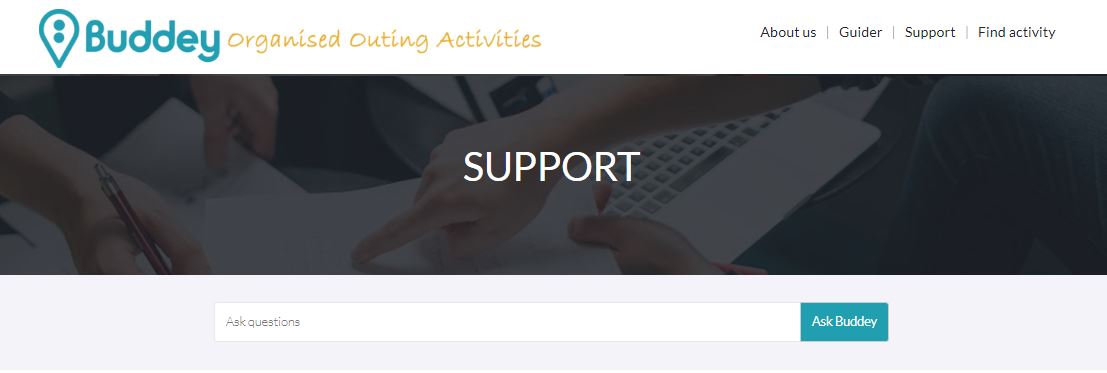 Buddey Organised Outing Activities
About us | Guider | Support | Find activity
SUPPORT
Ask questions
Ask Buddey